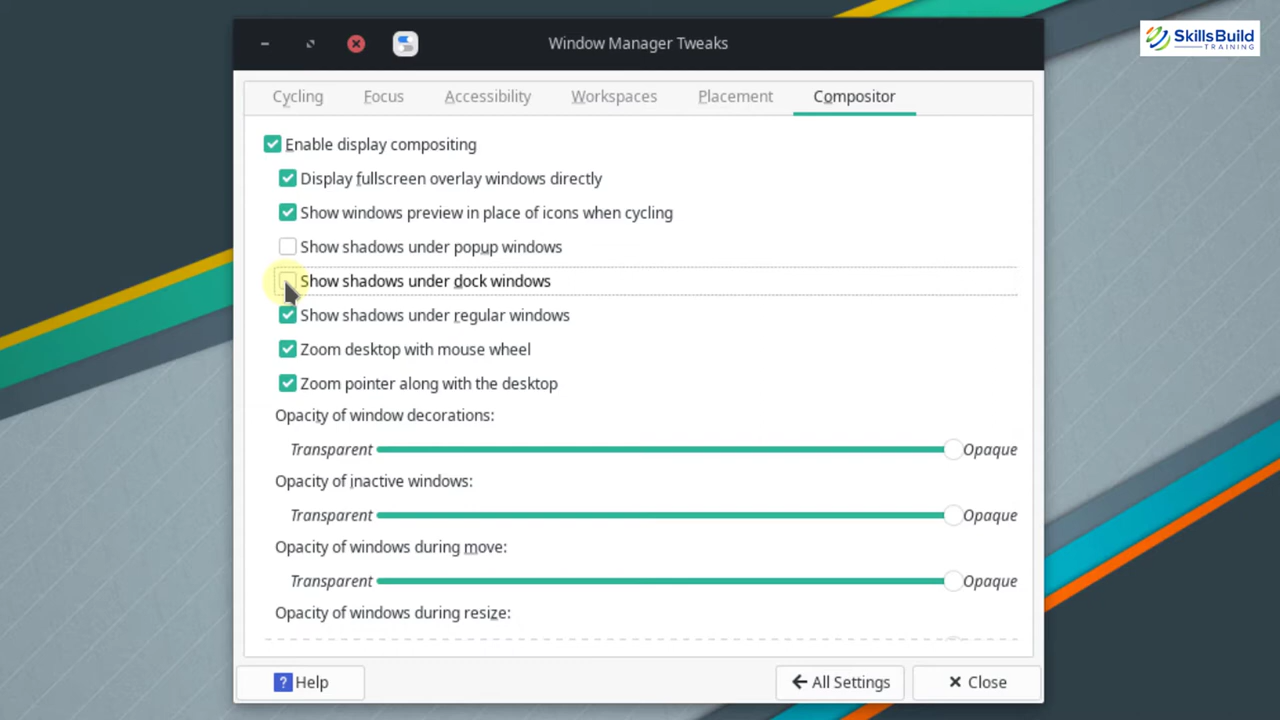 Window Manager Tweaks
SkillsBuild
TRAINING
Cycling Focus Accessibility Workspaces Placement Compositor
Enable display compositing
Display fullscreen overlay windows directly
Show windows preview in place of icons when cycling
Show shadows under popup windows
Show shadows under dock windows
Show shadows under regular windows
Zoom desktop with mouse wheel
Zoom pointer along with the desktop
Opacity of window decorations:
Transparent Opaque
Opacity of inactive windows:
Transparent Opaque
Opacity of windows during move:
Transparent Opaque
Opacity of windows during resize:
? Help All Settings Close